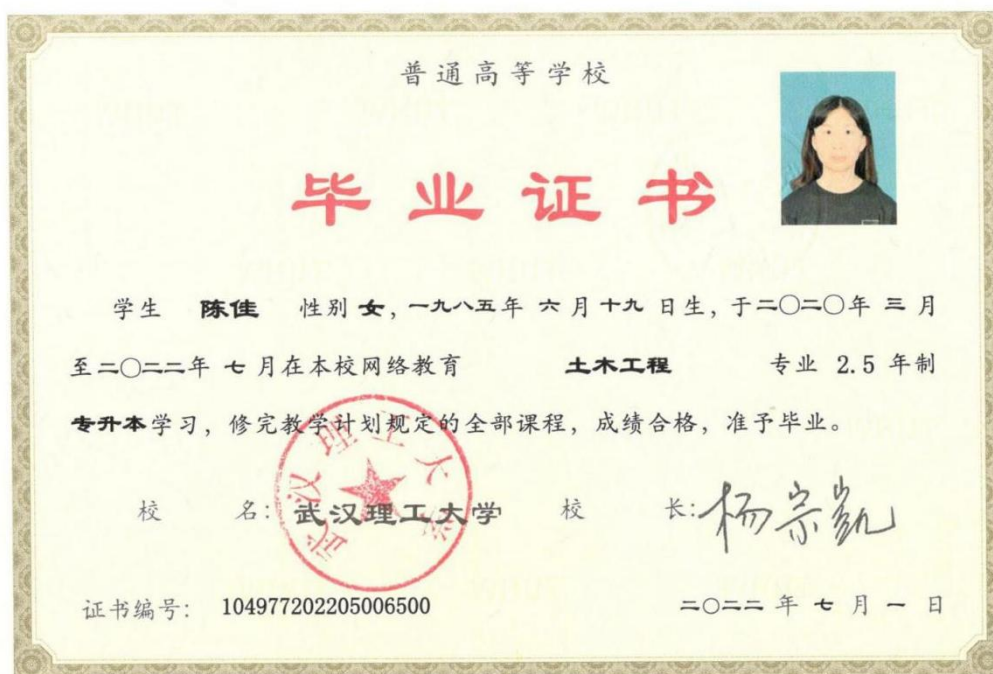 普通高等学校
毕业证书
学生 陈佳 性别 女, 一九八五年 六 月 十九 日生, 于二〇二〇年 三 月
至二〇二二年 七 月在本校网络教育 土木工程 专业 2.5 年制
专升本学习, 修完教学计划规定的全部课程, 成绩合格, 准予毕业。
武汉理工大学
校 名: 武汉理工大学 校 长: 杨宗凯
证书编号: 104977202205006500 二〇二二 年 七 月 一 日